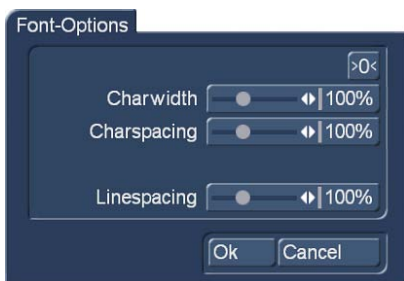 Font-Options
>0<
Charwidth 100%
Charspacing 100%
Linespacing 100%
Ok Cancel